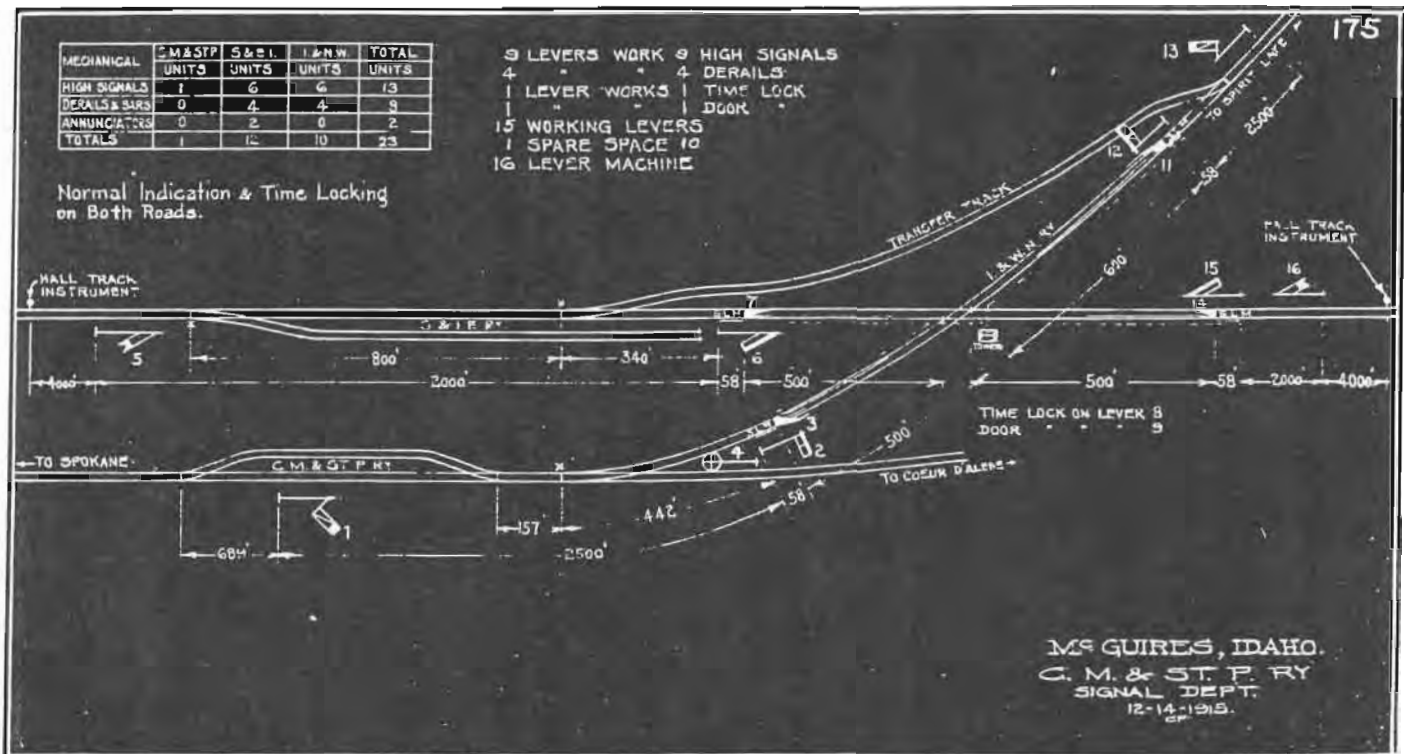 175
MECHANICAL C M & ST P S & E I. I. & N.W. TOTAL
UNITS UNITS UNITS UNITS
HIGH SIGNALS 1 6 6 13
DERAILS & BARS 0 4 4 8
ANNUNCIATORS 0 2 0 2
TOTALS 1 12 10 23
Normal Indication & Time Locking
on Both Roads.
9 LEVERS WORK 9 HIGH SIGNALS
4 " " 4 DERAILS
1 LEVER WORKS 1 TIME LOCK
1 " " 1 DOOR "
15 WORKING LEVERS
1 SPARE SPACE 10
16 LEVER MACHINE
13
TO SPIRIT LAKE
2500'
58'
12
11
TRANSFER TRACK
I. & W. N. RY
600'
HALL TRACK
INSTRUMENT
HALL TRACK
INSTRUMENT
15
16
14
S.L.M
7
S.L.M
S & I E RY
5
6
4000'
800'
340'
2000'
58'
500'
500'
58'
2000'
4000'
TOWER
TIME LOCK ON LEVER 8
DOOR " " " 9
TO SPOKANE
C. M. & ST P RY
S.L.M
3
4
2
500'
TO COEUR D'ALENE
442'
58'
1
157'
684'
2500'
Mc GUIRES, IDAHO.
C. M. & ST. P. RY
SIGNAL DEPT.
12-14-1915.
CF